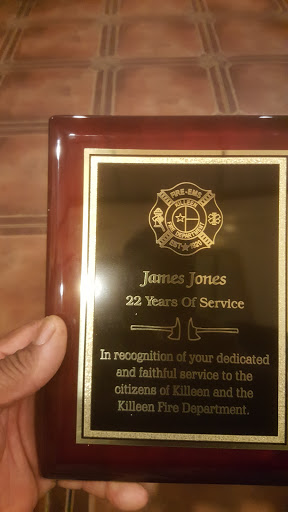 FIRE-EMS
KILLEEN
FIRE DEPARTMENT
James Jones
22 Years Of Service
In recognition of your dedicated
and faithful service to the
citizens of Killeen and the
Killeen Fire Department.